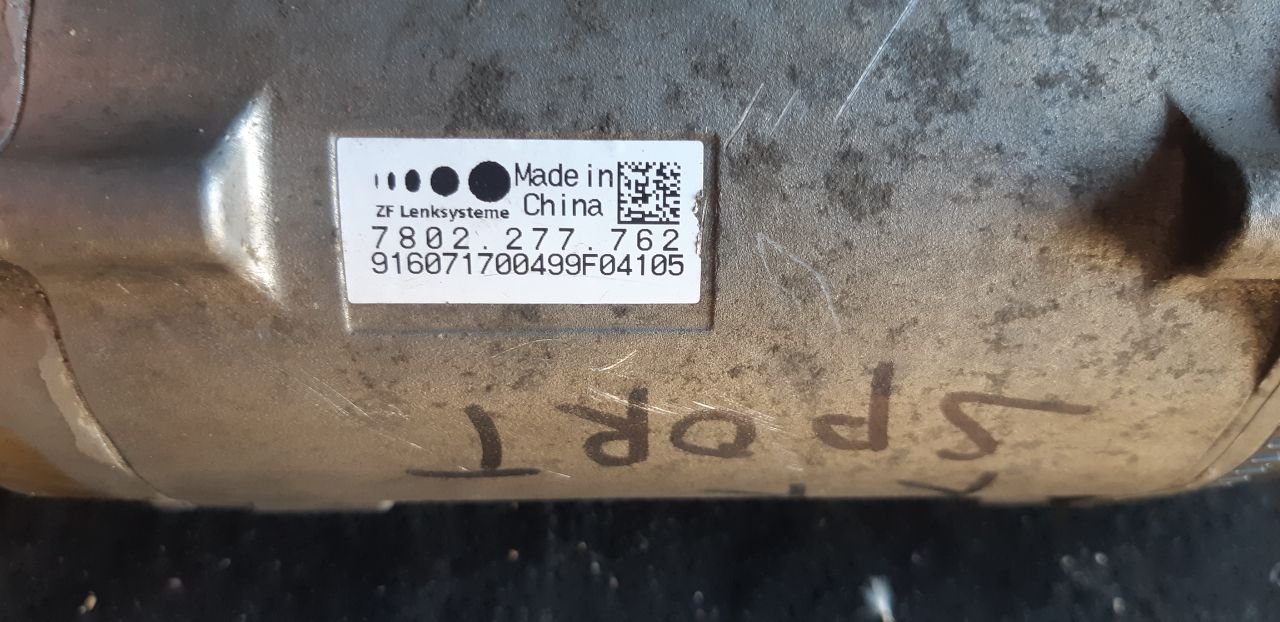 Made in
China
ZF Lenksysteme
7802.277.762
916071700499F04105
SPORT